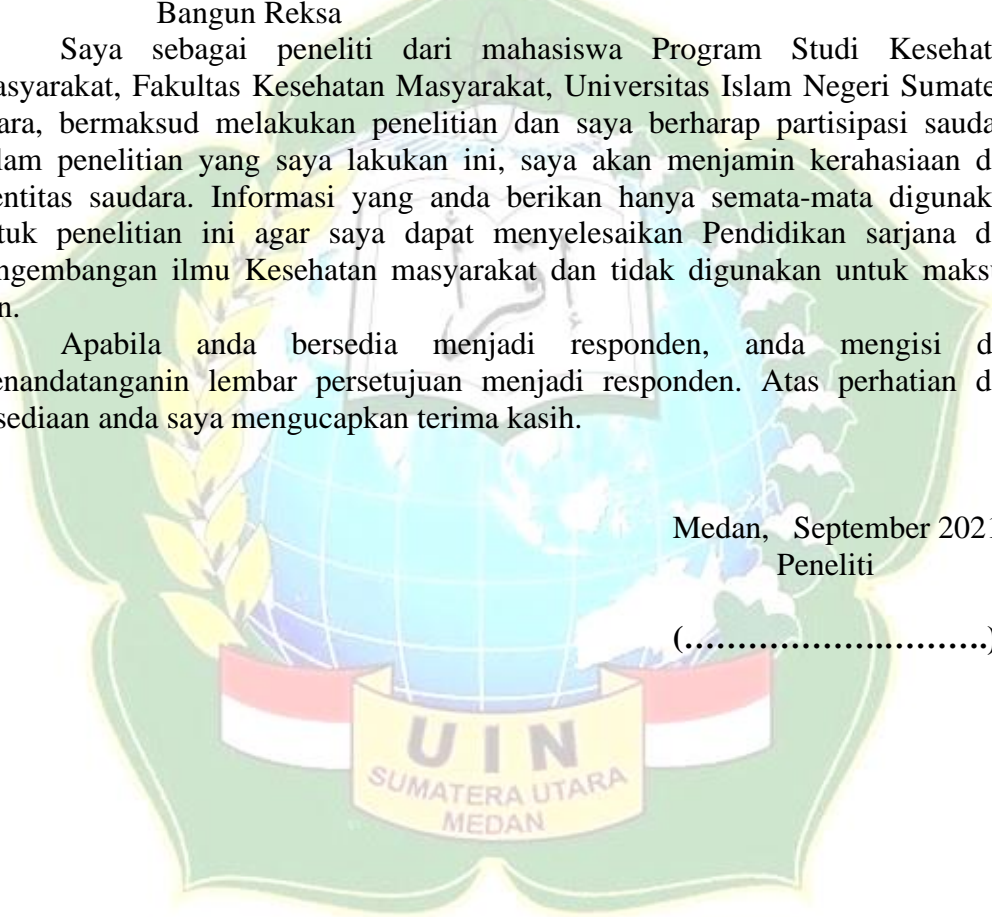 Bangun Reksa
Saya sebagai peneliti dari mahasiswa Program Studi Kesehat
asyarakat, Fakultas Kesehatan Masyarakat, Universitas Islam Negeri Sumate
ara, bermaksud melakukan penelitian dan saya berharap partisipasi sauda
lam penelitian yang saya lakukan ini, saya akan menjamin kerahasiaan d
entitas saudara. Informasi yang anda berikan hanya semata-mata digunak
tuk penelitian ini agar saya dapat menyelesaikan Pendidikan sarjana d
ngembangan ilmu Kesehatan masyarakat dan tidak digunakan untuk maksu
n.
Apabila anda bersedia menjadi responden, anda mengisi d
enandatanganin lembar persetujuan menjadi responden. Atas perhatian d
sediaan anda saya mengucapkan terima kasih.
Medan, September 2021
Peneliti
(………………..……….)
UIN
SUMATERA UTARA
MEDAN